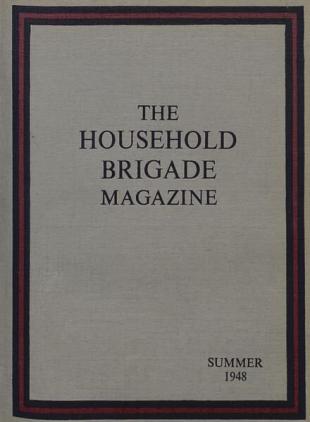 THE
HOUSEHOLD
BRIGADE
MAGAZINE
SUMMER
1948